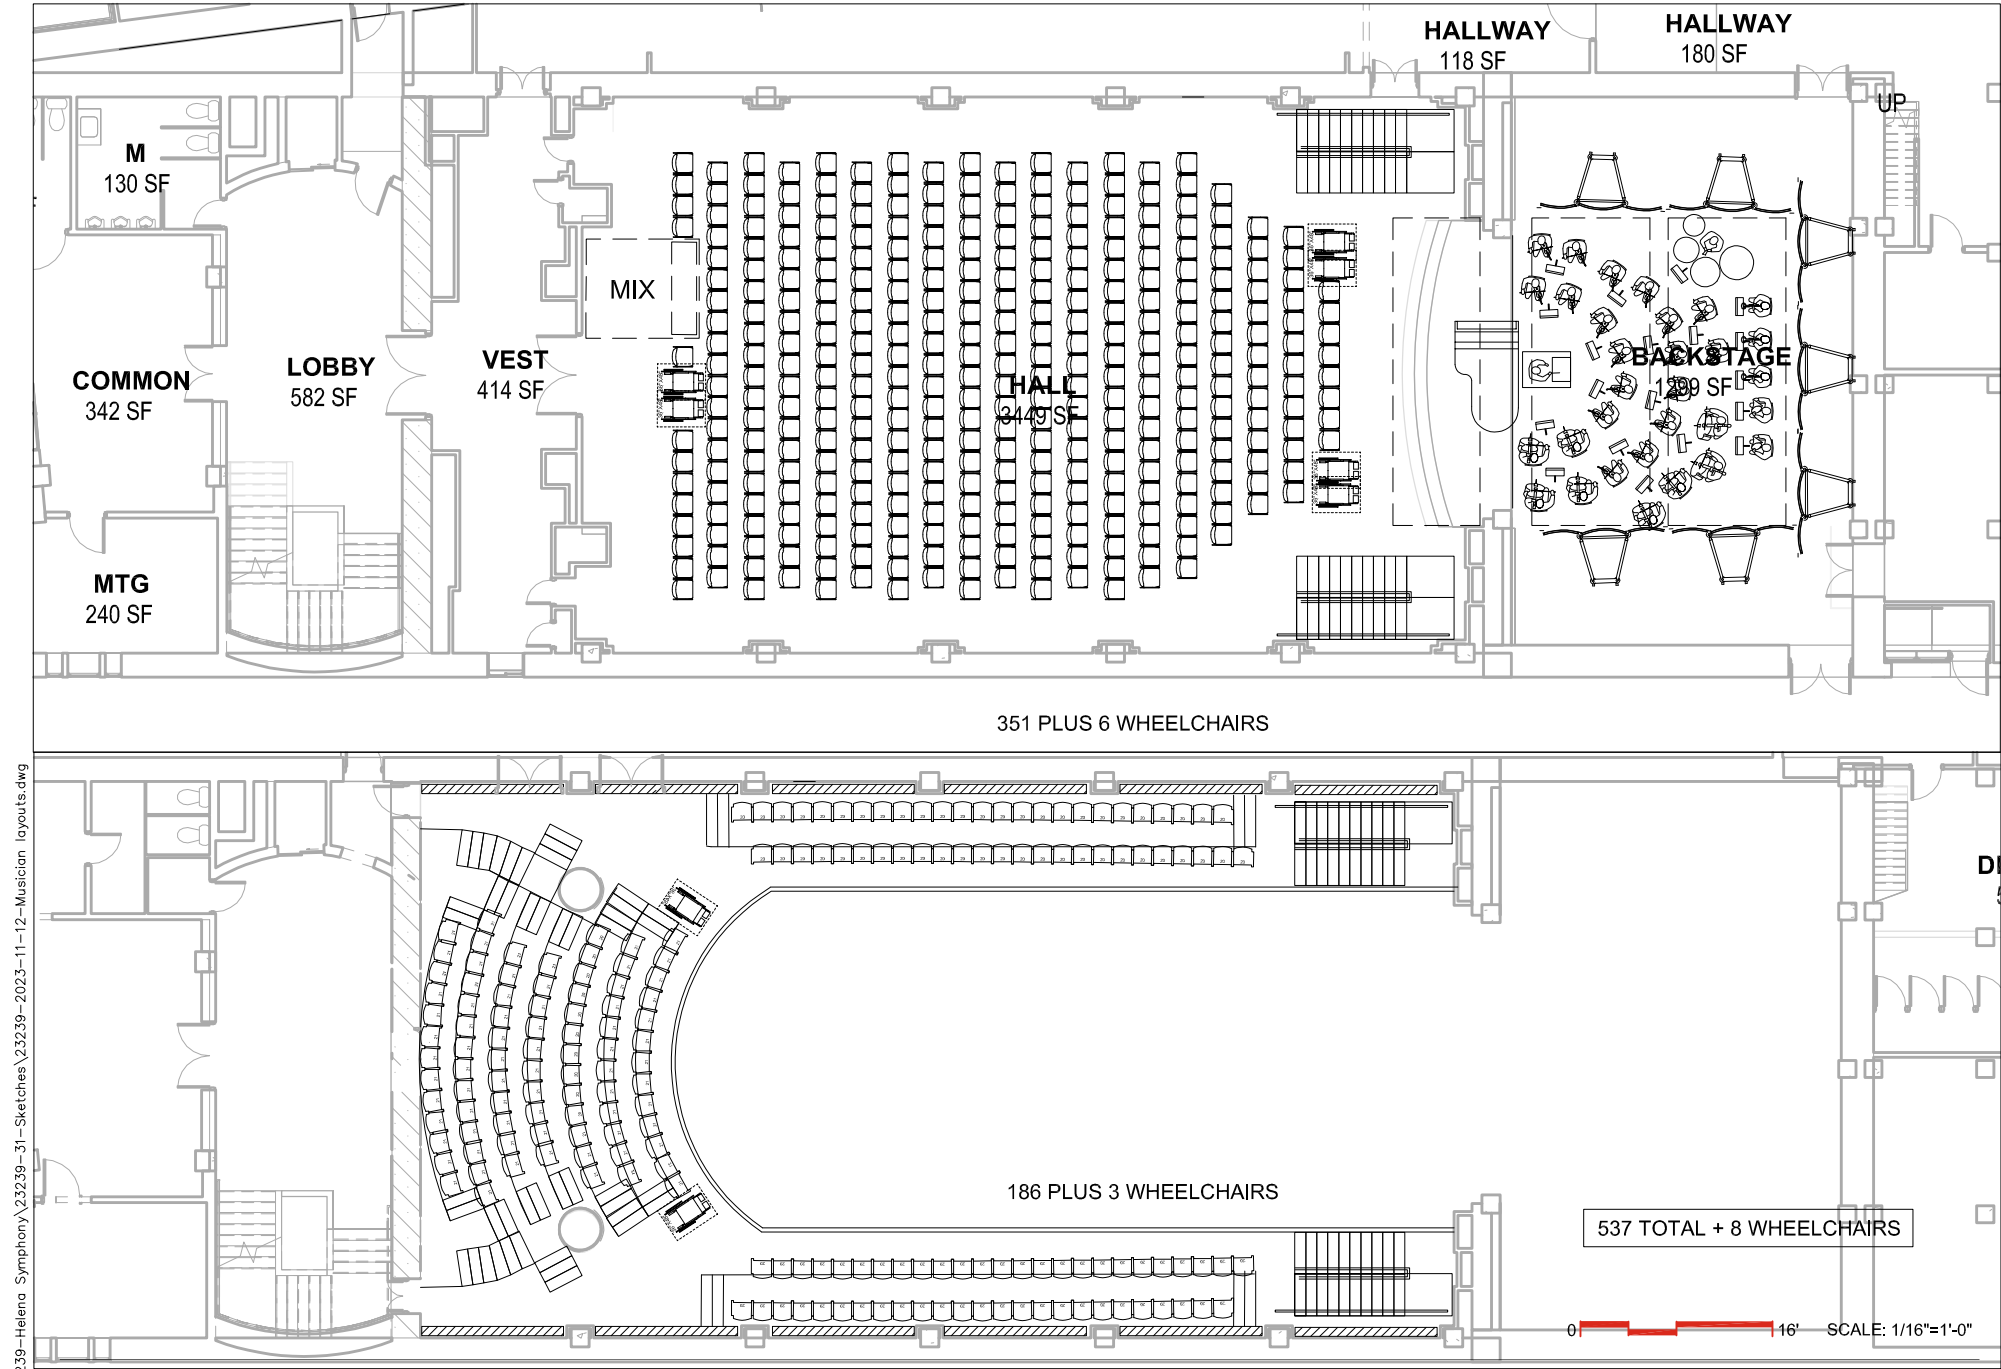 HALLWAY
118 SF
HALLWAY
180 SF
UP
M
130 SF
MIX
COMMON
342 SF
LOBBY
582 SF
VEST
414 SF
HALL
3449 SF
BACKSTAGE
1299 SF
MTG
240 SF
351 PLUS 6 WHEELCHAIRS
239-Helena Symphony\23239-31-Sketches\23239-2023-11-12-Musician layouts.dwg
186 PLUS 3 WHEELCHAIRS
537 TOTAL + 8 WHEELCHAIRS
0 16' SCALE: 1/16"=1'-0"